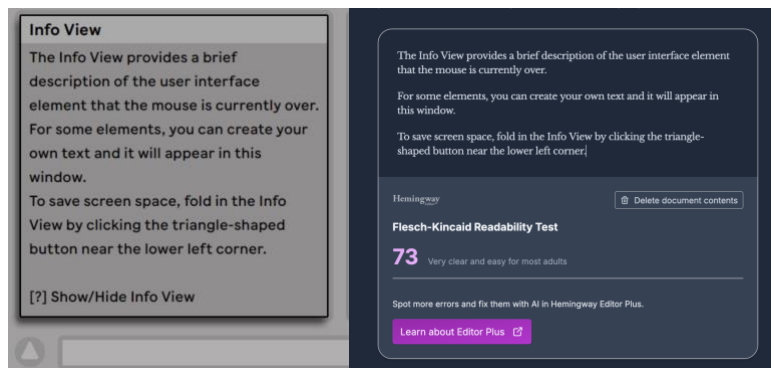 Info View
The Info View provides a brief
description of the user interface
element that the mouse is currently over.
For some elements, you can create your
own text and it will appear in this
window.
To save screen space, fold in the Info
View by clicking the triangle-shaped
button near the lower left corner.
[?] Show/Hide Info View
The Info View provides a brief description of the user interface element
that the mouse is currently over.
For some elements, you can create your own text and it will appear in
this window.
To save screen space, fold in the Info View by clicking the triangle-
shaped button near the lower left corner.
Hemingway
Delete document contents
Flesch-Kincaid Readability Test
73 Very clear and easy for most adults
Spot more errors and fix them with AI in Hemingway Editor Plus.
Learn about Editor Plus